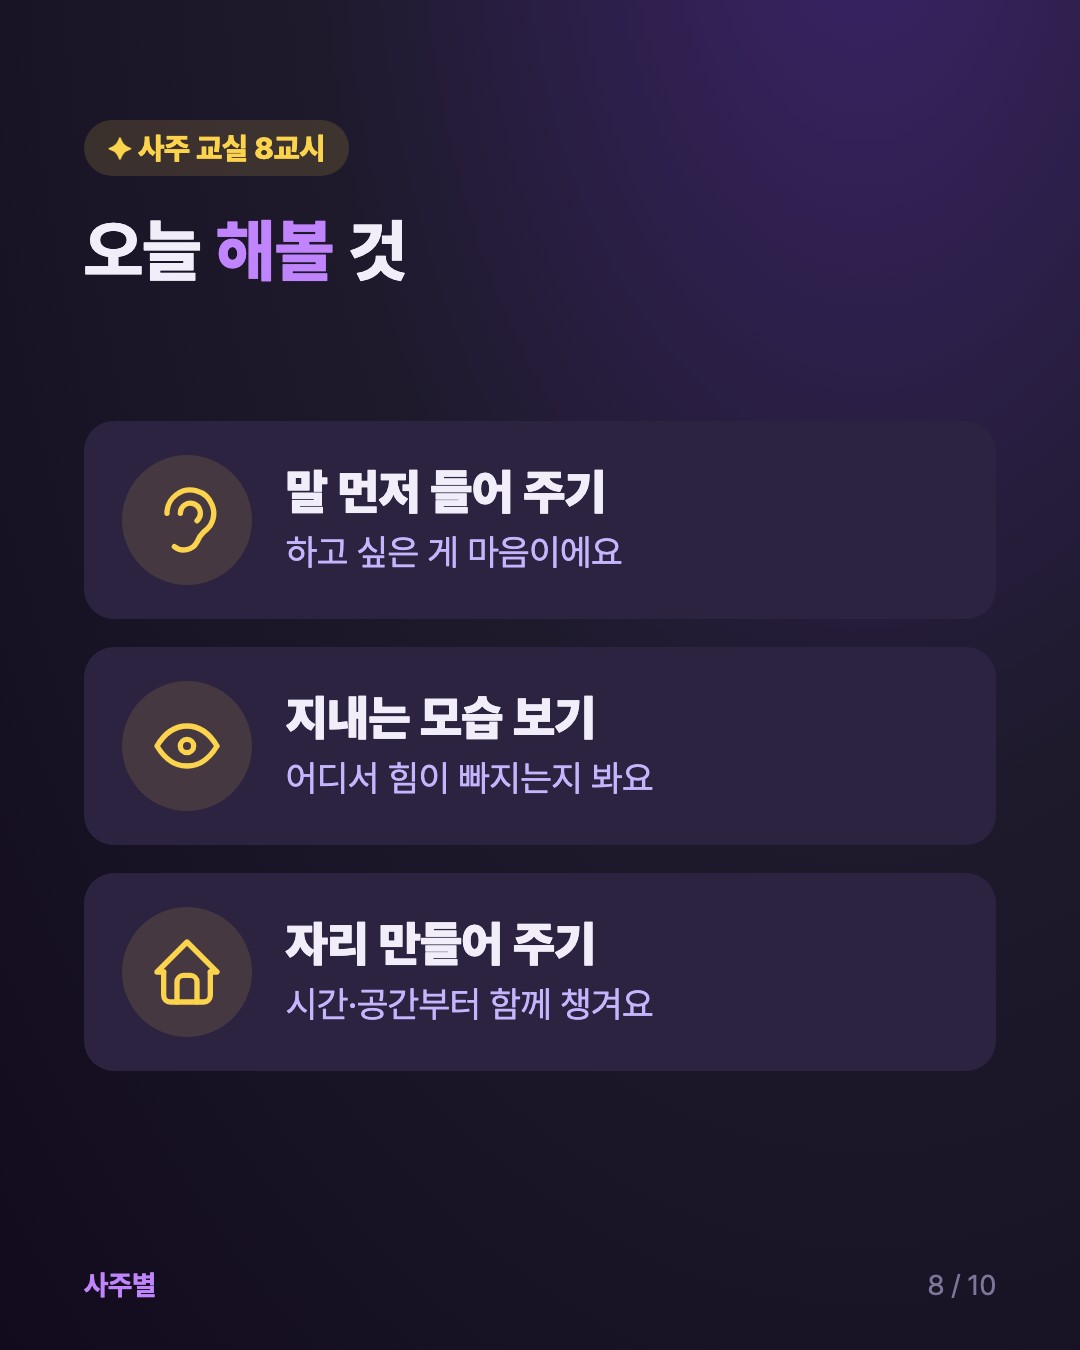 ✦ 사주 교실 8교시
오늘 해볼 것
말 먼저 들어 주기
하고 싶은 게 마음이에요
지내는 모습 보기
어디서 힘이 빠지는지 봐요
자리 만들어 주기
시간·공간부터 함께 챙겨요
사주별
8 / 10